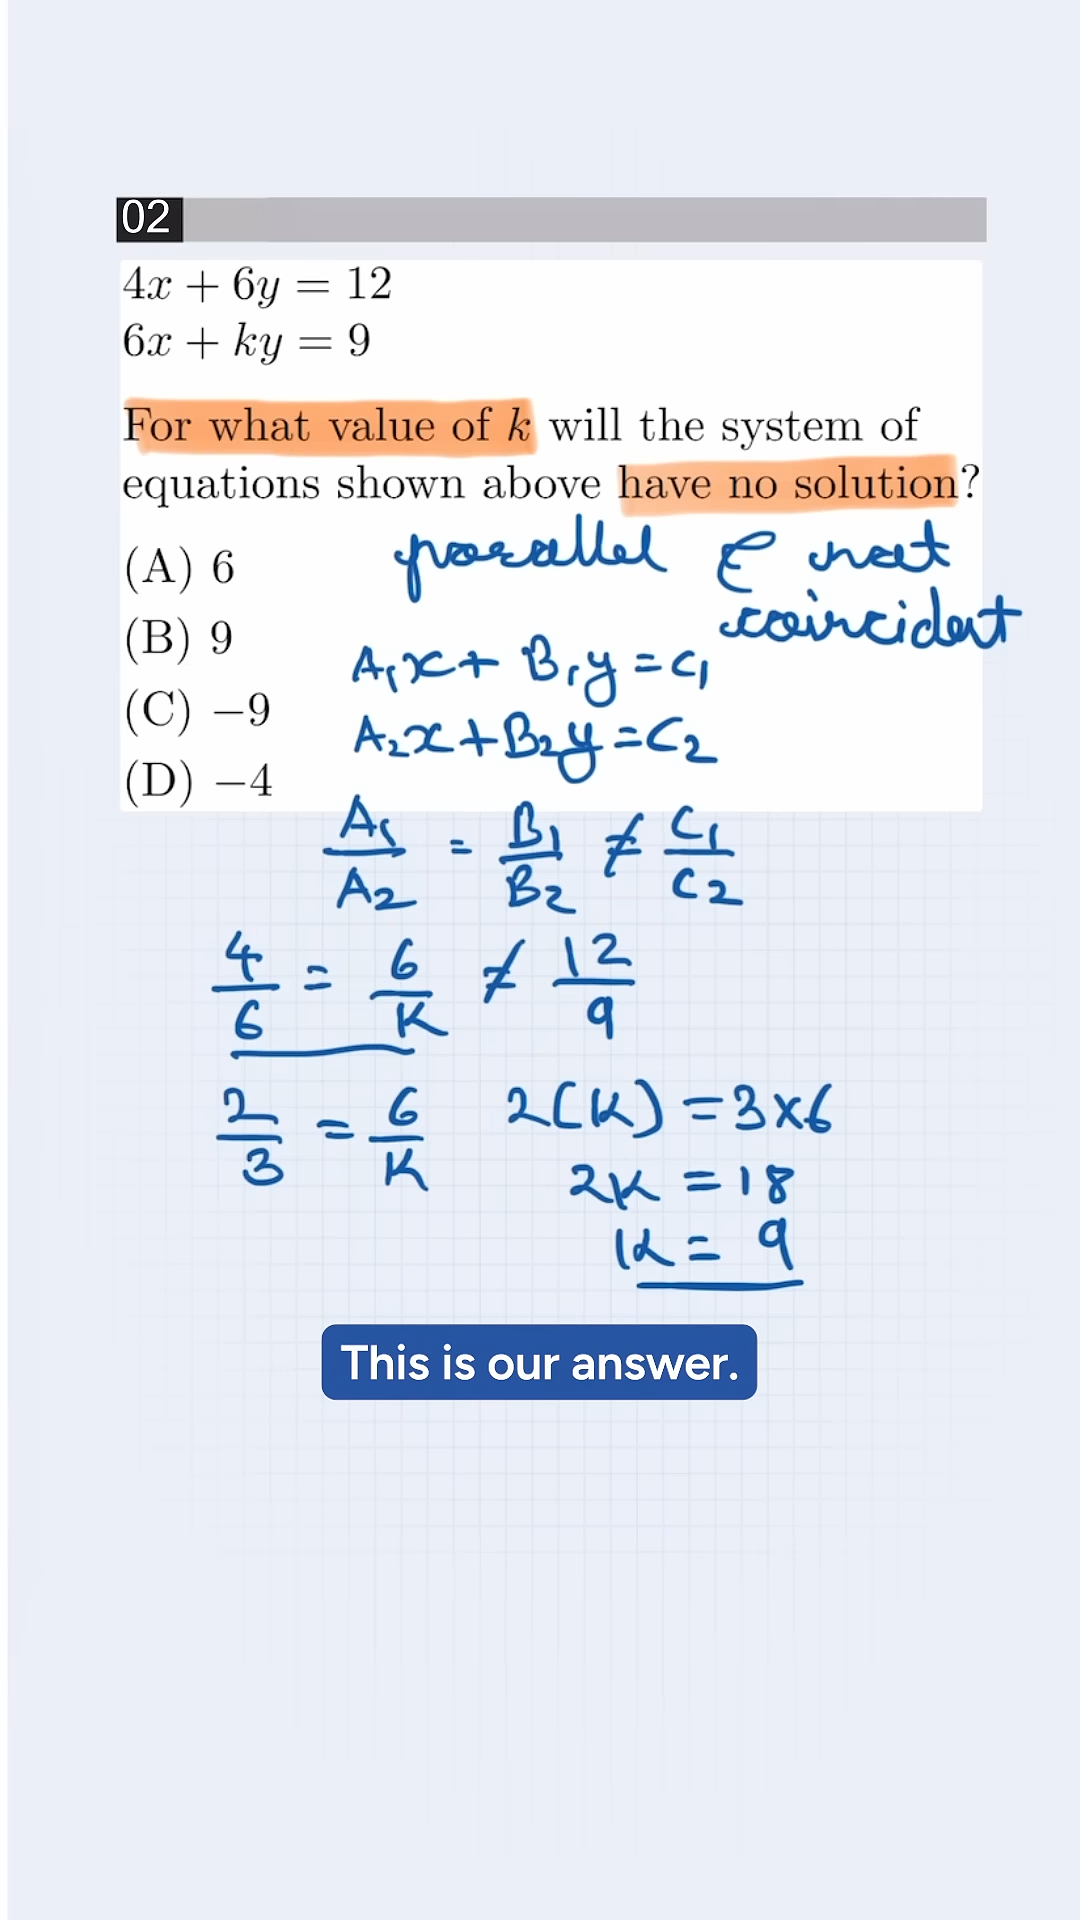 02
4x + 6y = 12
6x + ky = 9
For what value of k will the system of
equations shown above have no solution?
(A) 6
(B) 9
(C) −9
(D) −4
parallel & not
coincident
A₁x + B₁y = C₁
A₂x + B₂y = C₂
A₁/A₂ = B₁/B₂ ≠ C₁/C₂
4/6 = 6/K ≠ 12/9
2/3 = 6/K
2(K) = 3×6
2K = 18
K = 9
This is our answer.